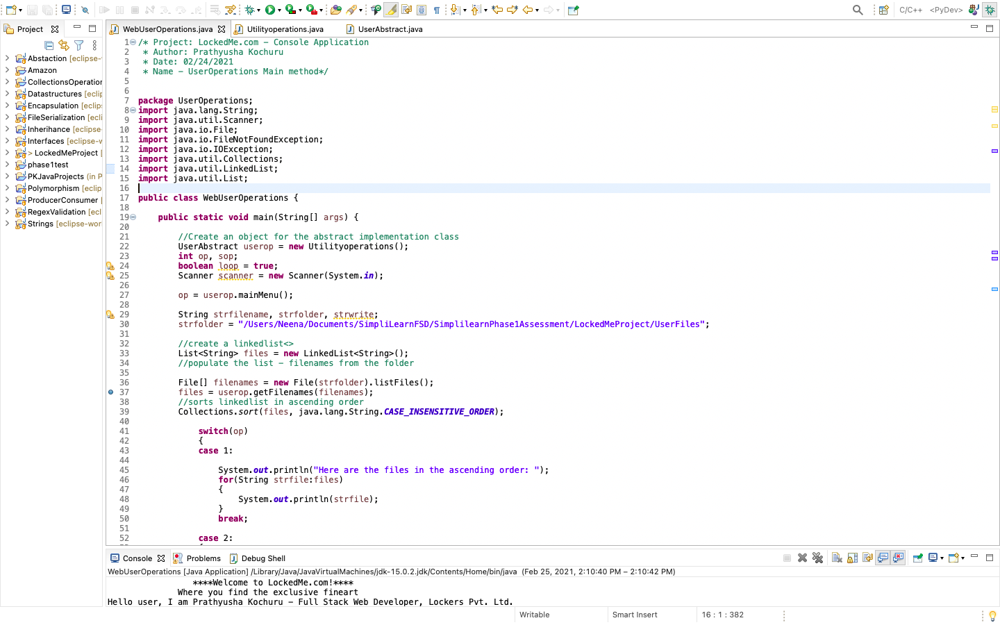 C/C++ <PyDev>
Project
WebUserOperations.java Utilityoperations.java UserAbstract.java
Abstaction [eclipse-
Amazon
CollectionsOperation
Datastructures [eclip
Encapsulation [eclips
FileSerialization [ecli
Inherihance [eclipse-
Interfaces [eclipse-w
> LockedMeProject [
phase1test
PKJavaProjects (in P
Polymorphism [eclip
ProducerConsumer [
RegexValidation [ecl
Strings [eclipse-wor
1 /* Project: LockedMe.com - Console Application
2 * Author: Prathyusha Kochuru
3 * Date: 02/24/2021
4 * Name - UserOperations Main method*/
5
6
7 package UserOperations;
8 import java.lang.String;
9 import java.util.Scanner;
10 import java.io.File;
11 import java.io.FileNotFoundException;
12 import java.io.IOException;
13 import java.util.Collections;
14 import java.util.LinkedList;
15 import java.util.List;
16
17 public class WebUserOperations {
18
19 public static void main(String[] args) {
20
21 //Create an object for the abstract implementation class
22 UserAbstract userop = new Utilityoperations();
23 int op, sop;
24 boolean loop = true;
25 Scanner scanner = new Scanner(System.in);
26
27 op = userop.mainMenu();
28
29 String strfilename, strfolder, strwrite;
30 strfolder = "/Users/Neena/Documents/SimpliLearnFSD/SimplilearnPhase1Assessment/LockedMeProject/UserFiles";
31
32 //create a linkedlist<>
33 List<String> files = new LinkedList<String>();
34 //populate the list - filenames from the folder
35
36 File[] filenames = new File(strfolder).listFiles();
37 files = userop.getFilenames(filenames);
38 //sorts linkedlist in ascending order
39 Collections.sort(files, java.lang.String.CASE_INSENSITIVE_ORDER);
40
41 switch(op)
42 {
43 case 1:
44
45 System.out.println("Here are the files in the ascending order: ");
46 for(String strfile:files)
47 {
48 System.out.println(strfile);
49 }
50 break;
51
52 case 2:
Console Problems Debug Shell
WebUserOperations [Java Application] /Library/Java/JavaVirtualMachines/jdk-15.0.2.jdk/Contents/Home/bin/java (Feb 25, 2021, 2:10:40 PM – 2:10:42 PM)
****Welcome to LockedMe.com!****
Where you find the exclusive fineart
Hello user, I am Prathyusha Kochuru - Full Stack Web Developer, Lockers Pvt. Ltd.
Writable Smart Insert 16 : 1 : 382